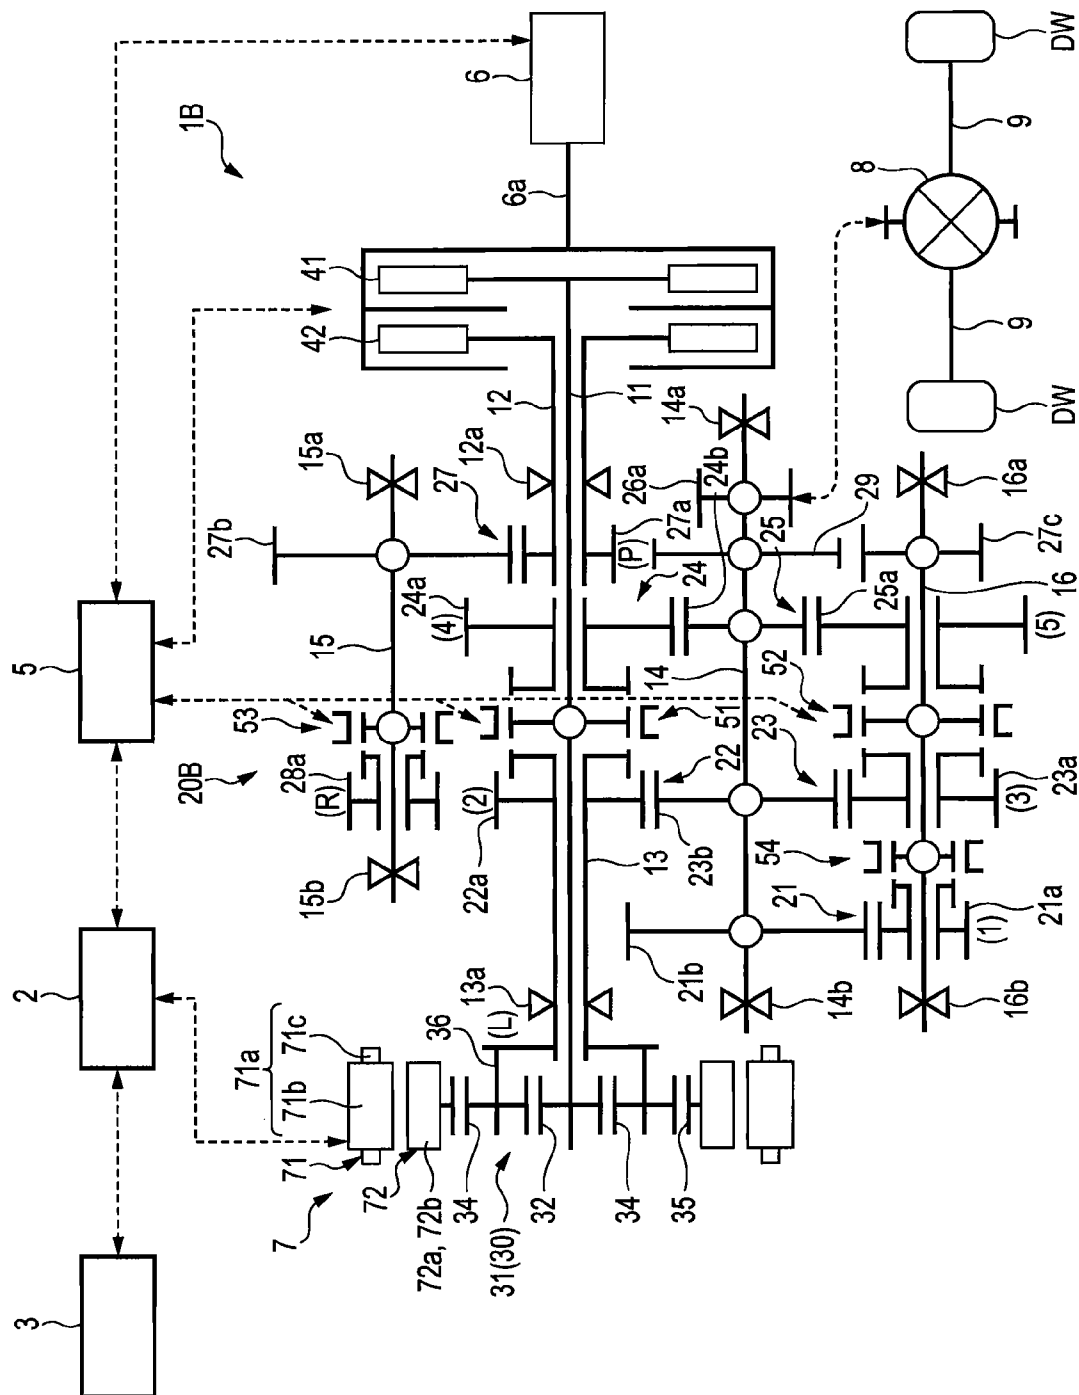 3
2
5
6
1B
6a
41
42
7
71
71a
71b
71c
72
72a, 72b
34
36
31(30)
32
34
35
(L)
13a
15b
20B
28a
(R)
53
15
27b
15a
24a
(4)
27
12a
12
11
22a
(2)
13
23b
22
51
14
24
(P)
27a
24b
26a
14a
21b
14b
21
54
23
52
25
25a
29
16b
(1)
21a
(3)
23a
(5)
16
27c
16a
8
9
9
DW
DW